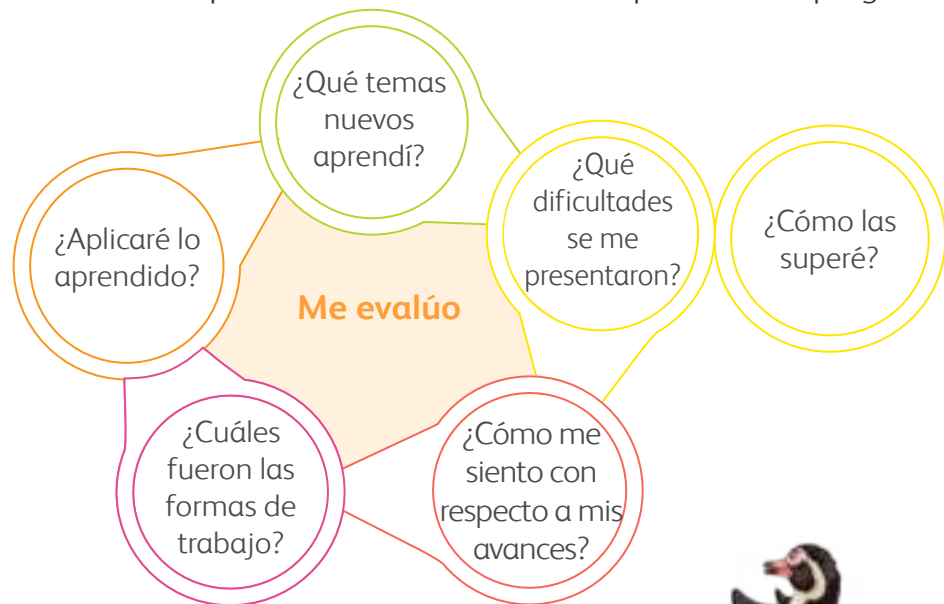 ¿Qué temas
nuevos
aprendí?
¿Qué
dificultades
se me
presentaron?
¿Cómo las
superé?
¿Aplicaré lo
aprendido?
Me evalúo
¿Cuáles
fueron las
formas de
trabajo?
¿Cómo me
siento con
respecto a mis
avances?